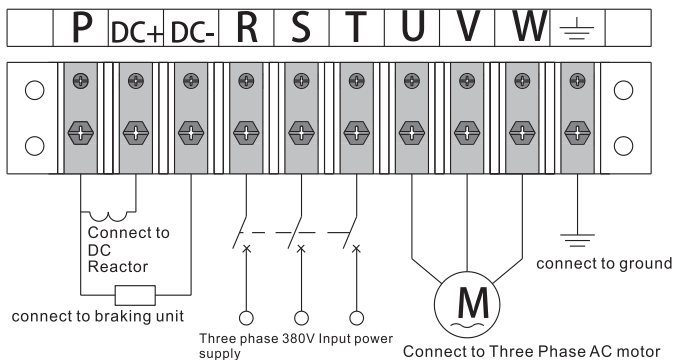 P DC+ DC- R S T U V W
Connect to
DC
Reactor
connect to ground
M
connect to braking unit
Three phase 380V Input power
supply
Connect to Three Phase AC motor